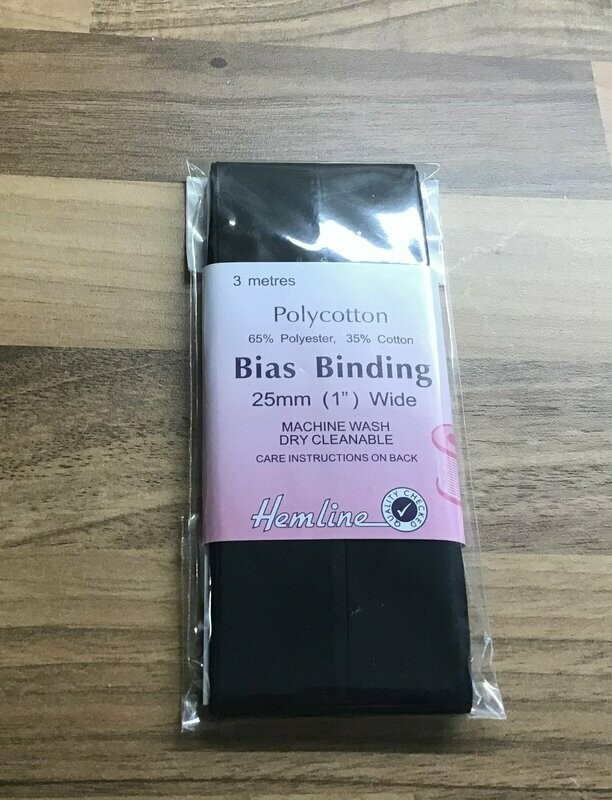 3 metres
Polycotton
65% Polyester, 35% Cotton
Bias Binding
25mm (1") Wide
MACHINE WASH
DRY CLEANABLE
CARE INSTRUCTIONS ON BACK
Hemline
QUALITY CHECKED